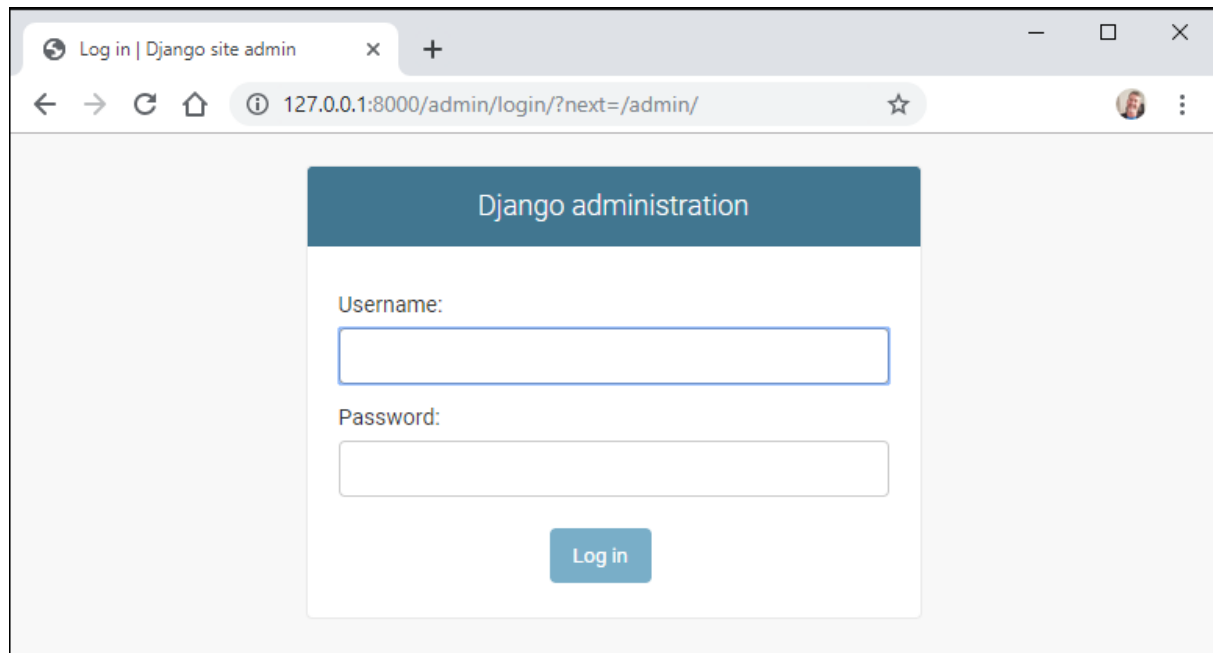 Log in | Django site admin
127.0.0.1:8000/admin/login/?next=/admin/
Django administration
Username:
Password:
Log in